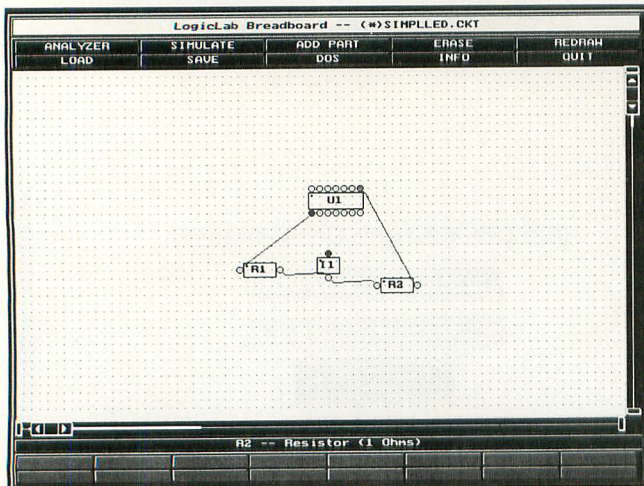 LogicLab Breadboard -- (*)SIMPLLED.CKT
ANALYZER SIMULATE ADD PART ERASE REDRAW
LOAD SAVE DOS INFO QUIT
U1
R1
R2
R2 -- Resistor (1 Ohms)